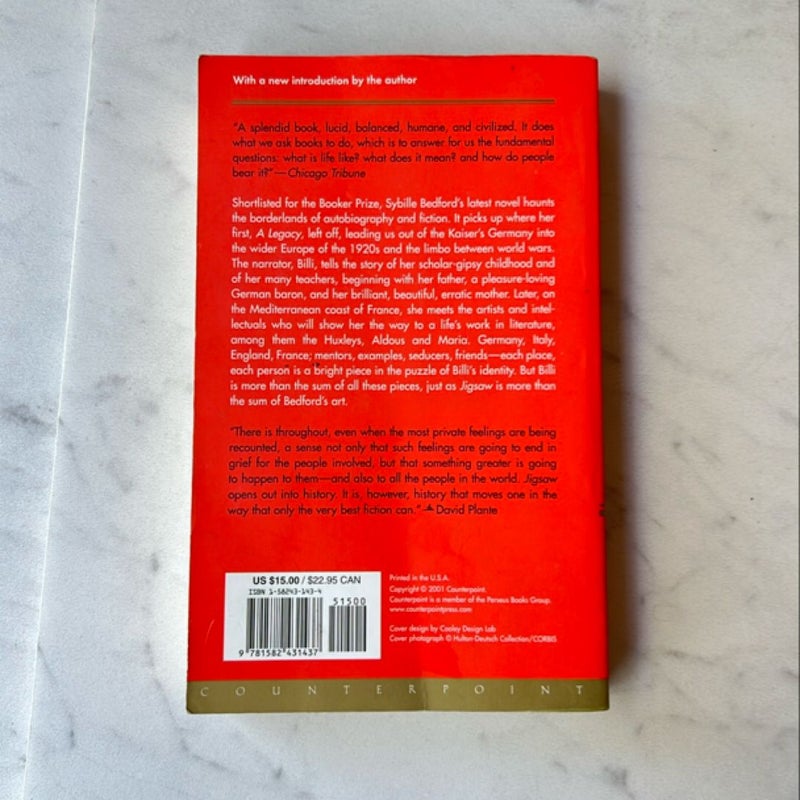 With a new introduction by the author
"A splendid book, lucid, balanced, humane, and civilized. It does
what we ask books to do, which is to answer for us the fundamental
questions: what is life like? what does it mean? and how do people
bear it?"—Chicago Tribune
Shortlisted for the Booker Prize, Sybille Bedford's latest novel haunts
the borderlands of autobiography and fiction. It picks up where her
first, A Legacy, left off, leading us out of the Kaiser's Germany into
the wider Europe of the 1920s and the limbo between world wars.
The narrator, Billi, tells the story of her scholar-gipsy childhood and
of her many teachers, beginning with her father, a pleasure-loving
German baron, and her brilliant, beautiful, erratic mother. Later, on
the Mediterranean coast of France, she meets the artists and intel-
lectuals who will show her the way to a life's work in literature,
among them the Huxleys, Aldous and Maria. Germany, Italy,
England, France; mentors, examples, seducers, friends—each place,
each person is a bright piece in the puzzle of Billi's identity. But Billi
is more than the sum of all these pieces, just as Jigsaw is more than
the sum of Bedford's art.
"There is throughout, even when the most private feelings are being
recounted, a sense not only that such feelings are going to end in
grief for the people involved, but that something greater is going
to happen to them—and also to all the people in the world. Jigsaw
opens out into history. It is, however, history that moves one in the
way that only the very best fiction can."—David Plante
US $15.00 / $22.95 CAN
ISBN 1-58243-143-4
51500
9 781582 431437
Printed in the U.S.A.
Copyright © 2001 Counterpoint.
Counterpoint is a member of the Perseus Books Group.
www.counterpointpress.com
Cover design by Cooley Design Lab
Cover photograph © Hulton-Deutsch Collection/CORBIS
COUNTERPOINT